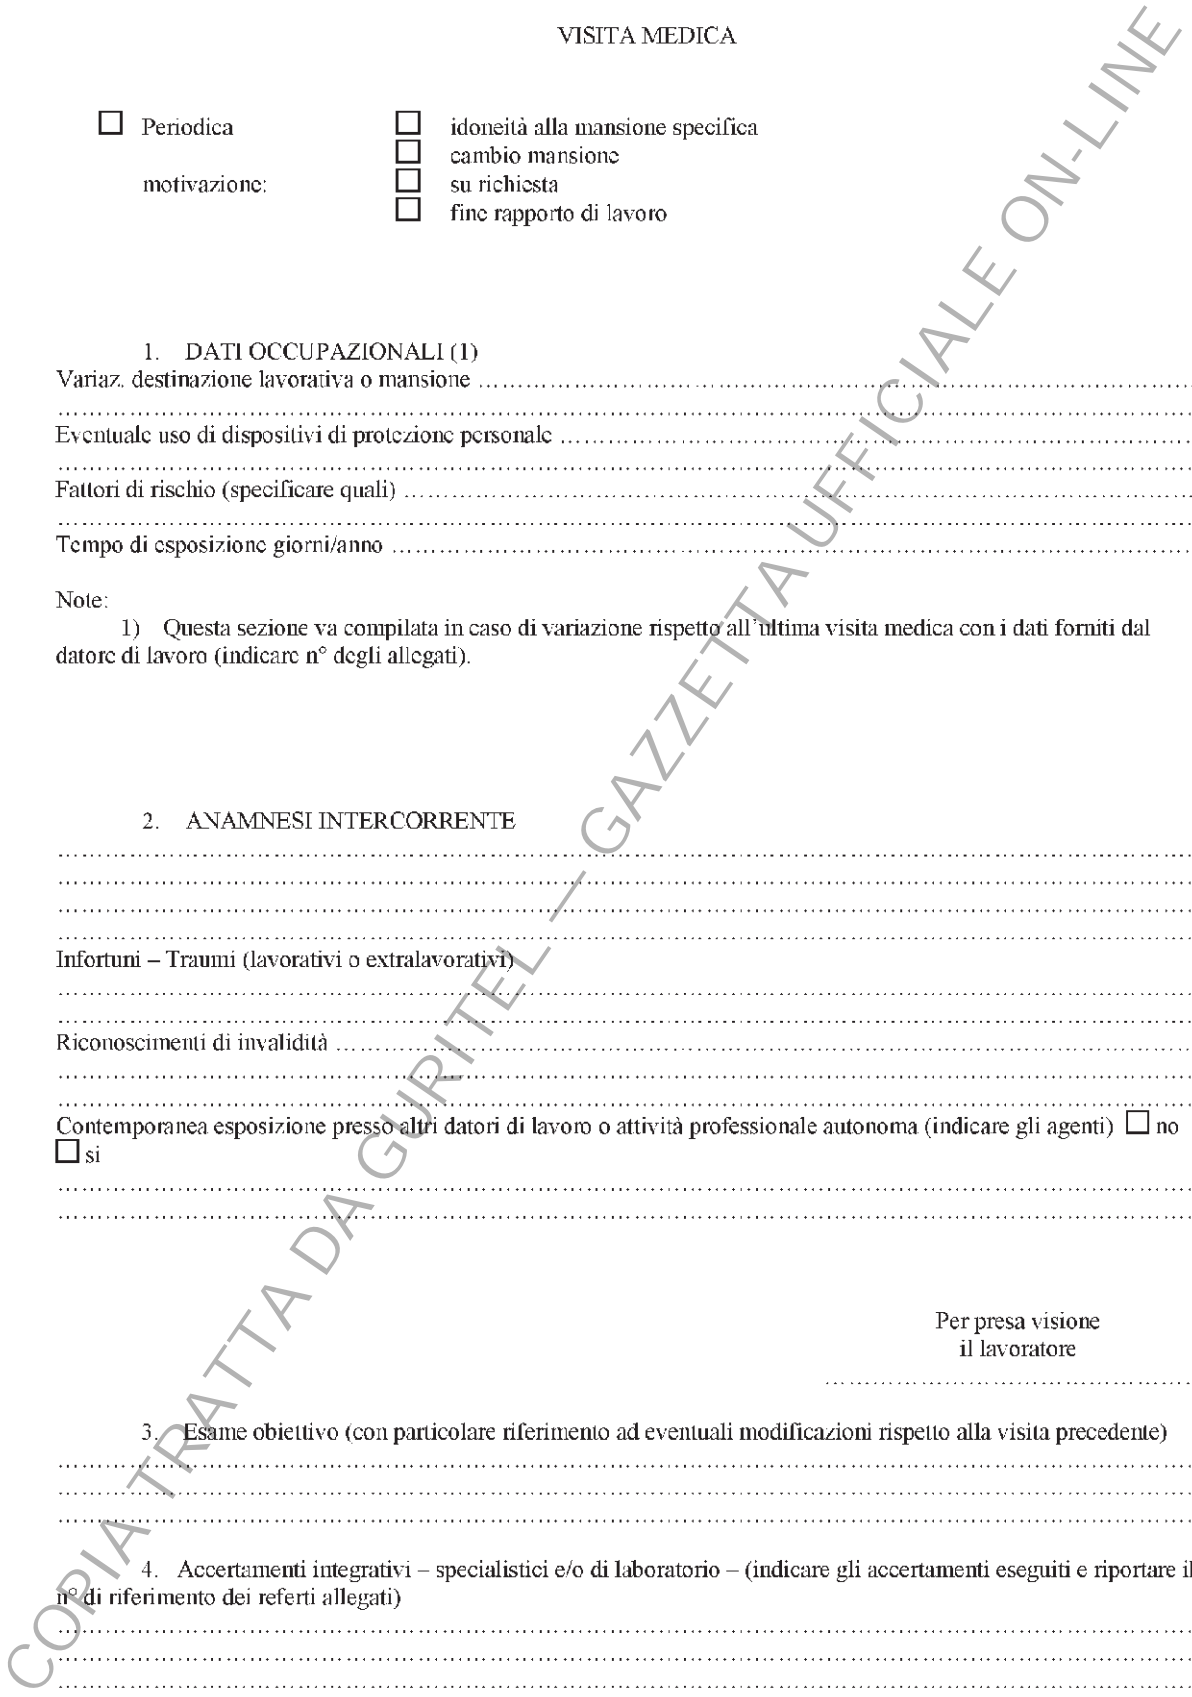 VISITA MEDICA
☐ Periodica ☐ idoneità alla mansione specifica
☐ cambio mansione
motivazione: ☐ su richiesta
☐ fine rapporto di lavoro
1. DATI OCCUPAZIONALI (1)
Variaz. destinazione lavorativa o mansione ……………………………………………………
……………………………………………………………………………………
Eventuale uso di dispositivi di protezione personale ……………………………………………
……………………………………………………………………………………
Fattori di rischio (specificare quali) ……………………………………………………………
……………………………………………………………………………………
Tempo di esposizione giorni/anno ……………………………………………………………
Note:
1) Questa sezione va compilata in caso di variazione rispetto all’ultima visita medica con i dati forniti dal
datore di lavoro (indicare n° degli allegati).
2. ANAMNESI INTERCORRENTE
……………………………………………………………………………………
……………………………………………………………………………………
……………………………………………………………………………………
……………………………………………………………………………………
Infortuni – Traumi (lavorativi o extralavorativi)
……………………………………………………………………………………
……………………………………………………………………………………
Riconoscimenti di invalidità ……………………………………………………………………
……………………………………………………………………………………
……………………………………………………………………………………
Contemporanea esposizione presso altri datori di lavoro o attività professionale autonoma (indicare gli agenti) ☐ no
☐ si
……………………………………………………………………………………
……………………………………………………………………………………
Per presa visione
il lavoratore
…………………………………
3. Esame obiettivo (con particolare riferimento ad eventuali modificazioni rispetto alla visita precedente)
……………………………………………………………………………………
……………………………………………………………………………………
……………………………………………………………………………………
4. Accertamenti integrativi – specialistici e/o di laboratorio – (indicare gli accertamenti eseguiti e riportare il
n° di riferimento dei referti allegati)
……………………………………………………………………………………
……………………………………………………………………………………
……………………………………………………………………………………
COPIA TRATTA DA GURITEL — GAZZETTA UFFICIALE ON-LINE